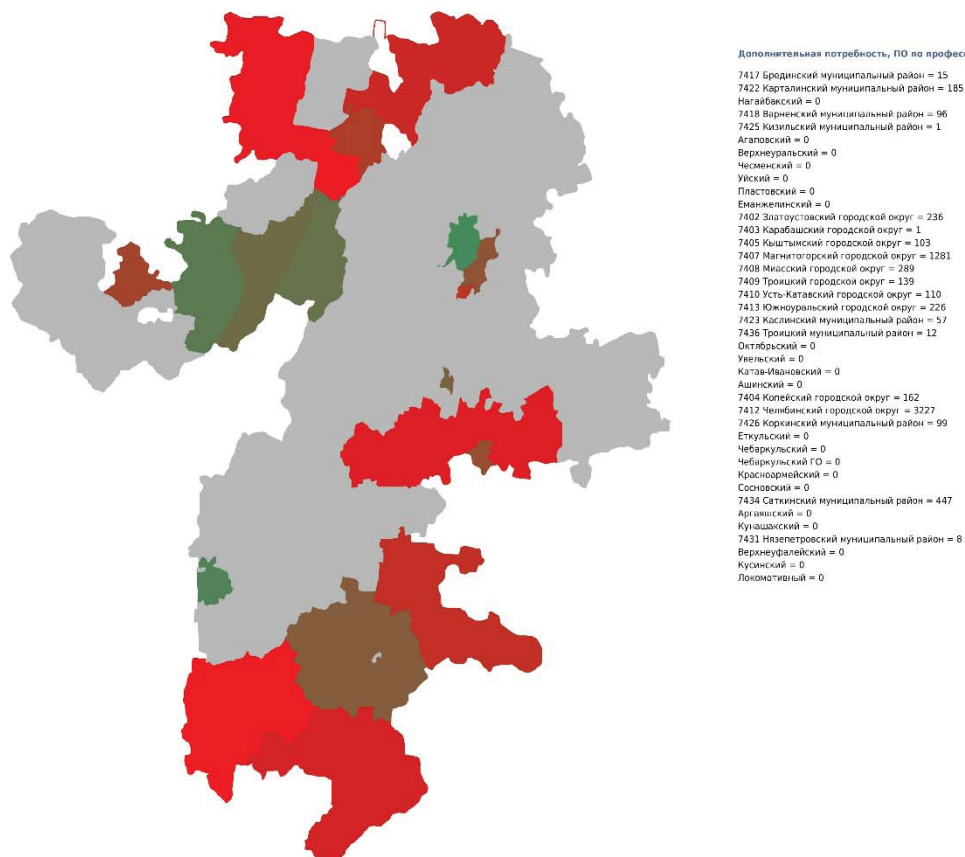 Дополнительная потребность, ПО по професс
7417 Брединский муниципальный район = 15
7422 Карталинский муниципальный район = 185
Нагайбакский = 0
7418 Варненский муниципальный район = 96
7425 Кизильский муниципальный район = 1
Агаповский = 0
Верхнеуральский = 0
Чесменский = 0
Уйский = 0
Пластовский = 0
Еманжелинский = 0
7402 Златоустовский городской округ = 236
7403 Карабашский городской округ = 1
7405 Кыштымский городской округ = 103
7407 Магнитогорский городской округ = 1281
7408 Миасский городской округ = 289
7409 Троицкий городской округ = 139
7410 Усть-Катавский городской округ = 110
7413 Южноуральский городской округ = 226
7423 Каслинский муниципальный район = 57
7436 Троицкий муниципальный район = 12
Октябрьский = 0
Увельский = 0
Катав-Ивановский = 0
Ашинский = 0
7404 Копейский городской округ = 162
7412 Челябинский городской округ = 3227
7426 Коркинский муниципальный район = 99
Еткульский = 0
Чебаркульский = 0
Чебаркульский ГО = 0
Красноармейский = 0
Сосновский = 0
7434 Саткинский муниципальный район = 447
Аргаяшский = 0
Кунашакский = 0
7431 Нязепетровский муниципальный район = 8
Верхнеуфалейский = 0
Кусинский = 0
Локомотивный = 0